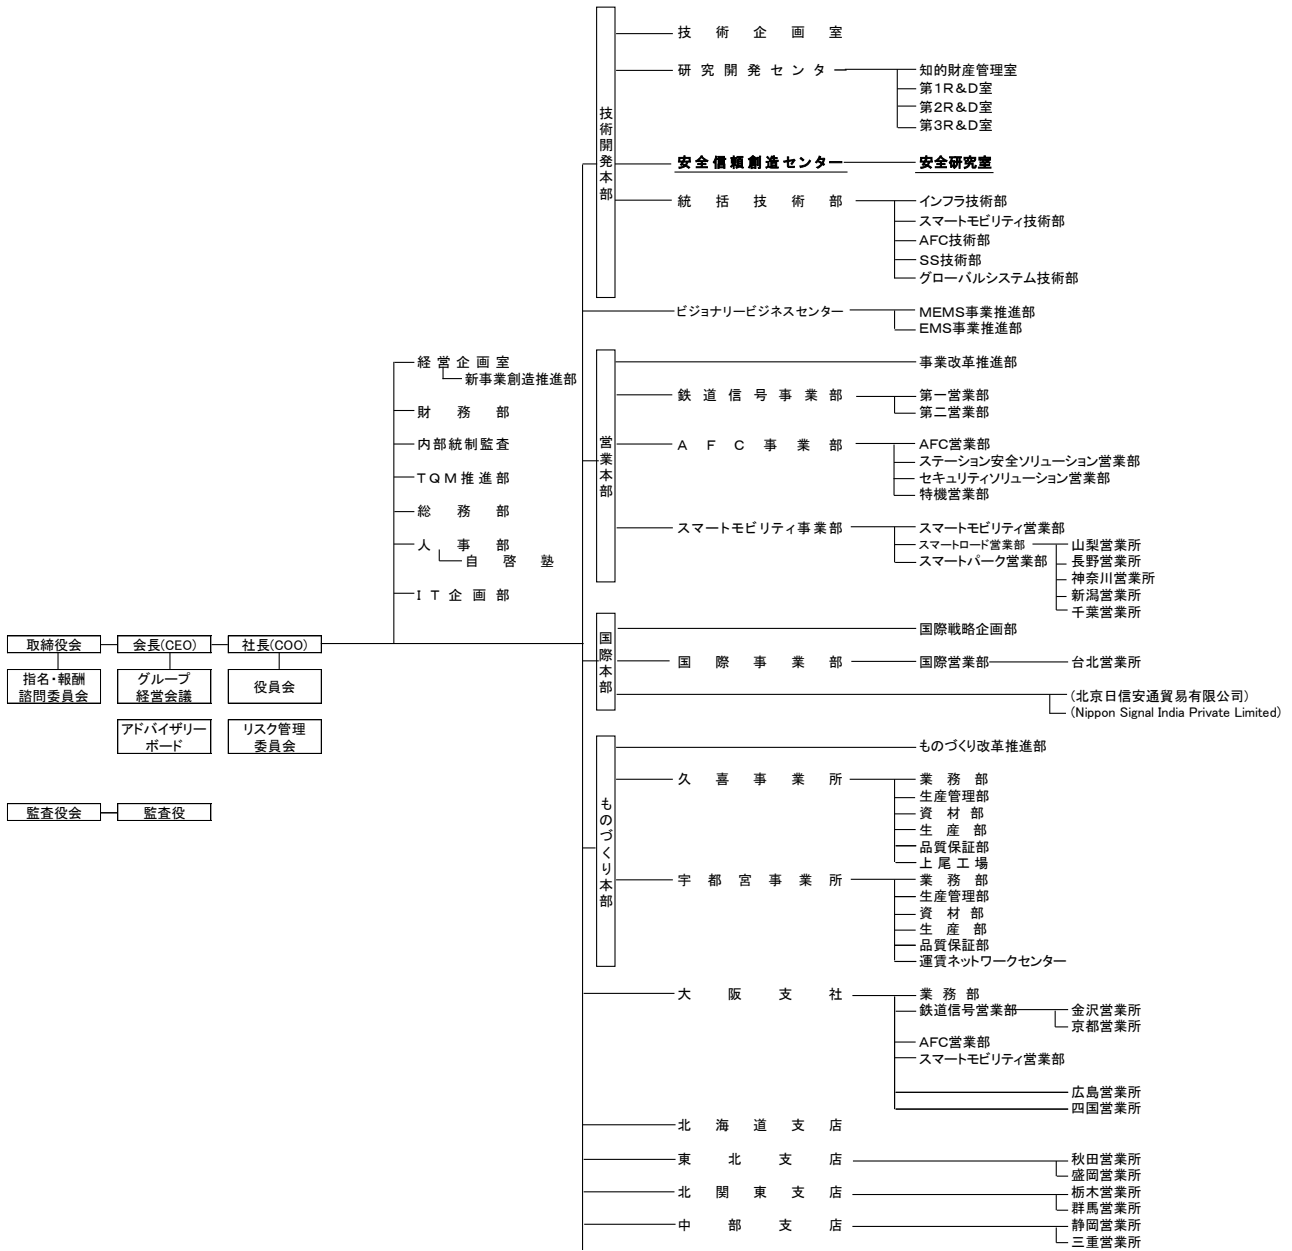 技術企画室
研究開発センター 知的財産管理室
第1R&D室
第2R&D室
第3R&D室
技術開発本部
安全信頼創造センター 安全研究室
統括技術部 インフラ技術部
スマートモビリティ技術部
AFC技術部
SS技術部
グローバルシステム技術部
ビジョナリービジネスセンター MEMS事業推進部
EMS事業推進部
経営企画室
新事業創造推進部
財務部
内部統制監査
TQM推進部
総務部
人事部
自啓塾
IT企画部
営業本部
事業改革推進部
鉄道信号事業部 第一営業部
第二営業部
AFC事業部 AFC営業部
ステーション安全ソリューション営業部
セキュリティソリューション営業部
特機営業部
スマートモビリティ事業部 スマートモビリティ営業部
スマートロード営業部 山梨営業所
スマートパーク営業部 長野営業所
神奈川営業所
新潟営業所
千葉営業所
取締役会 会長(CEO) 社長(COO)
指名・報酬
諮問委員会
グループ
経営会議
役員会
アドバイザリー
ボード
リスク管理
委員会
監査役会 監査役
国際本部
国際戦略企画部
国際事業部 国際営業部 台北営業所
(北京日信安通貿易有限公司)
(Nippon Signal India Private Limited)
ものづくり本部
ものづくり改革推進部
久喜事業所 業務部
生産管理部
資材部
生産部
品質保証部
上尾工場
宇都宮事業所 業務部
生産管理部
資材部
生産部
品質保証部
運賃ネットワークセンター
大阪支社 業務部
鉄道信号営業部 金沢営業所
京都営業所
AFC営業部
スマートモビリティ営業部
広島営業所
四国営業所
北海道支店
東北支店 秋田営業所
盛岡営業所
北関東支店 栃木営業所
群馬営業所
中部支店 静岡営業所
三重営業所